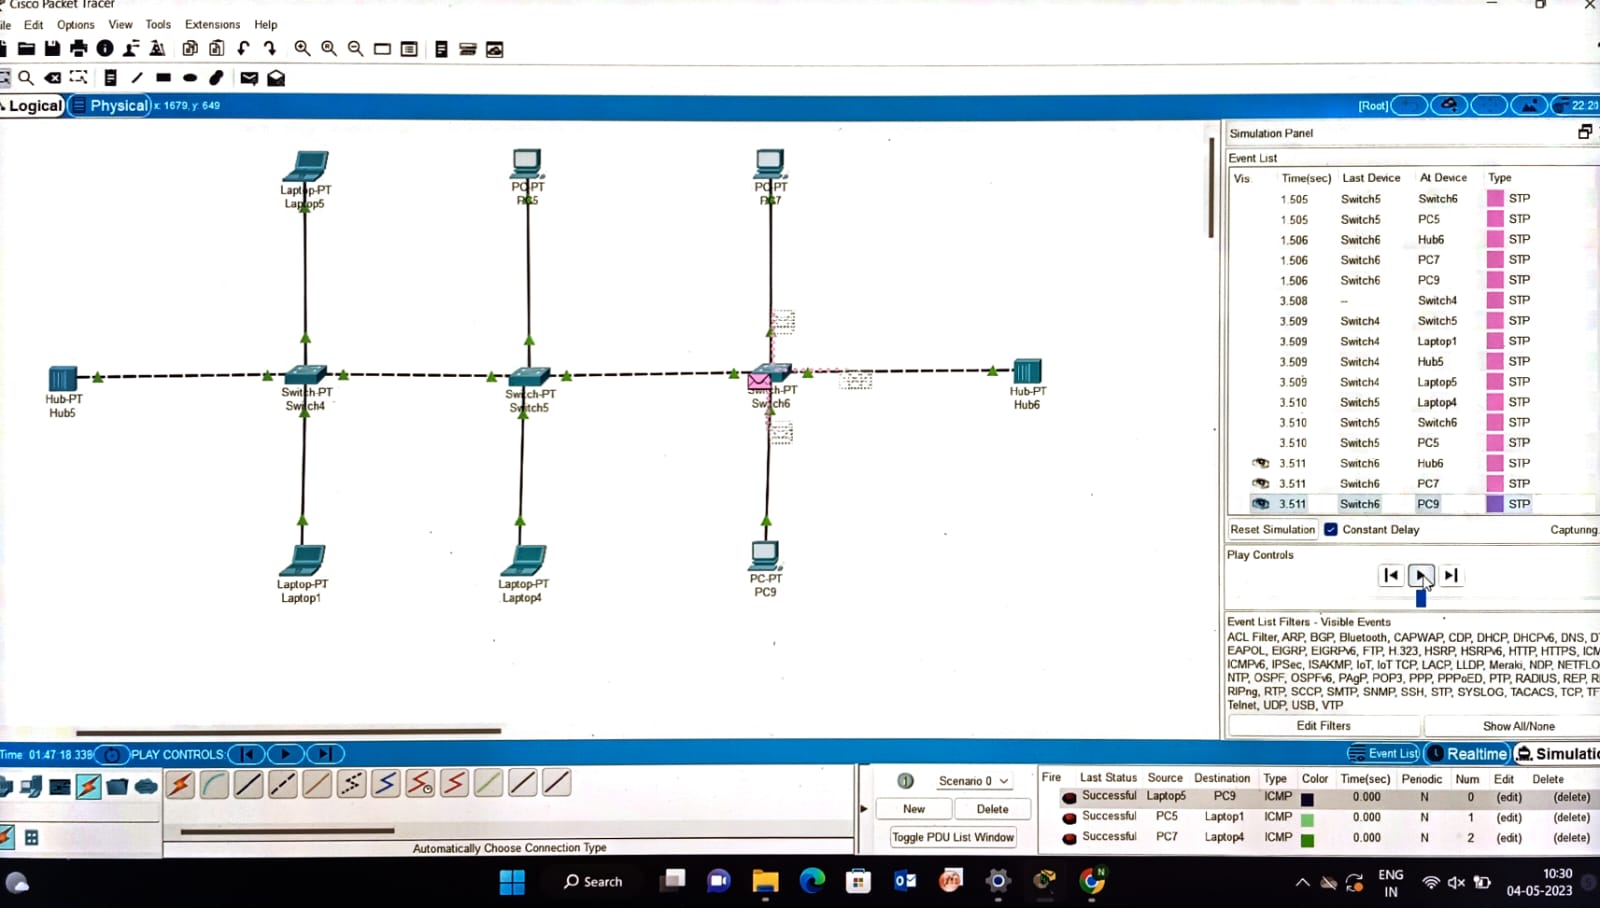 Cisco Packet Tracer
File Edit Options View Tools Extensions Help
Logical Physical x: 1679, y: 649 [Root]
Simulation Panel
Event List
Vis. Time(sec) Last Device At Device Type
1.505 Switch5 Switch6 STP
1.505 Switch5 PC5 STP
1.506 Switch6 Hub6 STP
1.506 Switch6 PC7 STP
1.506 Switch6 PC9 STP
3.508 -- Switch4 STP
3.509 Switch4 Switch5 STP
3.509 Switch4 Laptop1 STP
3.509 Switch4 Hub5 STP
3.509 Switch4 Laptop5 STP
3.510 Switch5 Laptop4 STP
3.510 Switch5 Switch6 STP
3.510 Switch5 PC5 STP
3.511 Switch6 Hub6 STP
3.511 Switch6 PC7 STP
3.511 Switch6 PC9 STP
Reset Simulation Constant Delay Capturing
Play Controls
Event List Filters - Visible Events
ACL Filter, ARP, BGP, Bluetooth, CAPWAP, CDP, DHCP, DHCPv6, DNS,
EAPOL, EIGRP, EIGRPv6, FTP, H.323, HSRP, HSRPv6, HTTP, HTTPS,
ICMPv6, IPSec, ISAKMP, IoT, IoT TCP, LACP, LLDP, Meraki, NDP,
NTP, OSPF, OSPFv6, PAgP, POP3, PPP, PPPoED, PTP, RADIUS, REP,
RIPng, RTP, SCCP, SMTP, SNMP, SSH, STP, SYSLOG, TACACS, TCP,
Telnet, UDP, USB, VTP
Edit Filters Show All/None
Laptop-PT
Laptop5
PC-PT
PC5
PC-PT
PC7
Hub-PT
Hub5
Switch-PT
Switch4
Switch-PT
Switch5
Switch-PT
Switch6
Hub-PT
Hub6
Laptop-PT
Laptop1
Laptop-PT
Laptop4
PC-PT
PC9
Time: 01:47:18.338 PLAY CONTROLS: Event List Realtime
Scenario 0
New Delete
Toggle PDU List Window
Fire Last Status Source Destination Type Color Time(sec) Periodic Num Edit Delete
Successful Laptop5 PC9 ICMP 0.000 N 0 (edit) (delete)
Successful PC5 Laptop1 ICMP 0.000 N 1 (edit) (delete)
Successful PC7 Laptop4 ICMP 0.000 N 2 (edit) (delete)
Automatically Choose Connection Type
Search
ENG
IN
10:30
04-05-2023